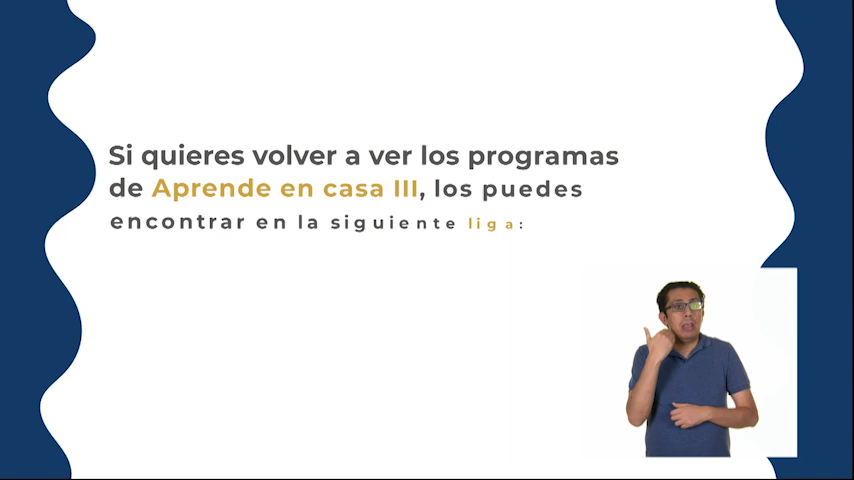 Si quieres volver a ver los programas
de Aprende en casa III, los puedes
encontrar en la siguiente liga: